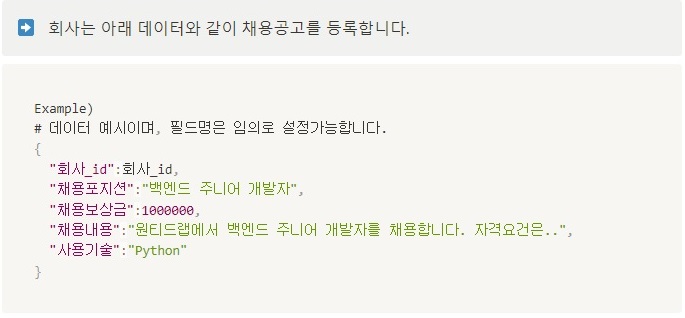 회사는 아래 데이터와 같이 채용공고를 등록합니다.
Example)
# 데이터 예시이며, 필드명은 임의로 설정가능합니다.
{
"회사_id":회사_id,
"채용포지션":"백엔드 주니어 개발자",
"채용보상금":1000000,
"채용내용":"원티드랩에서 백엔드 주니어 개발자를 채용합니다. 자격요건은..",
"사용기술":"Python"
}